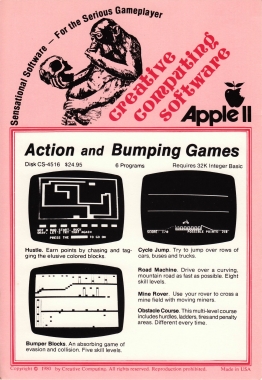 Sensational Software – For the Serious Gameplayer
creative
computing
software
Apple II
Action and Bumping Games
Disk CS-4516 $24.95 6 Programs Requires 32K Integer Basic
Hustle. Earn points by chasing and tag-
ging the elusive colored blocks.
Cycle Jump. Try to jump over rows of
cars, buses and trucks.
Road Machine. Drive over a curving,
mountain road as fast as possible. Eight
skill levels.
Mine Rover. Use your rover to cross a
mine field with moving miners.
Obstacle Course. This multi-level course
includes hurdles, ladders, tires and penalty
areas. Different every time.
Bumper Blocks. An absorbing game of
evasion and collision. Five skill levels.
by Creative Computing. All rights reserved. Reproduction prohibited. Made in USA